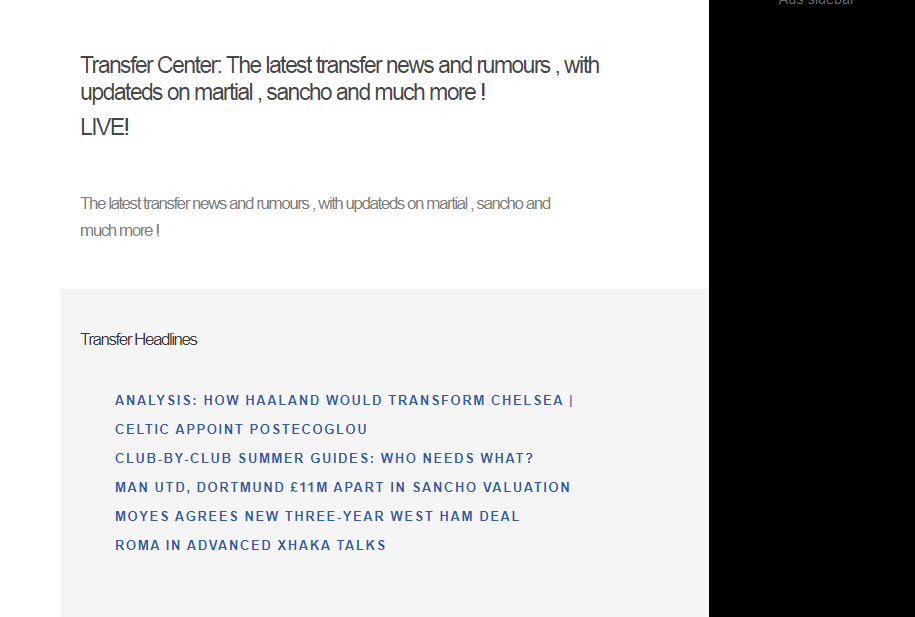 Ads sidebar
Transfer Center: The latest transfer news and rumours , with
updateds on martial , sancho and much more !
LIVE!
The latest transfer news and rumours , with updateds on martial , sancho and
much more !
Transfer Headlines
ANALYSIS: HOW HAALAND WOULD TRANSFORM CHELSEA |
CELTIC APPOINT POSTECOGLOU
CLUB-BY-CLUB SUMMER GUIDES: WHO NEEDS WHAT?
MAN UTD, DORTMUND £11M APART IN SANCHO VALUATION
MOYES AGREES NEW THREE-YEAR WEST HAM DEAL
ROMA IN ADVANCED XHAKA TALKS